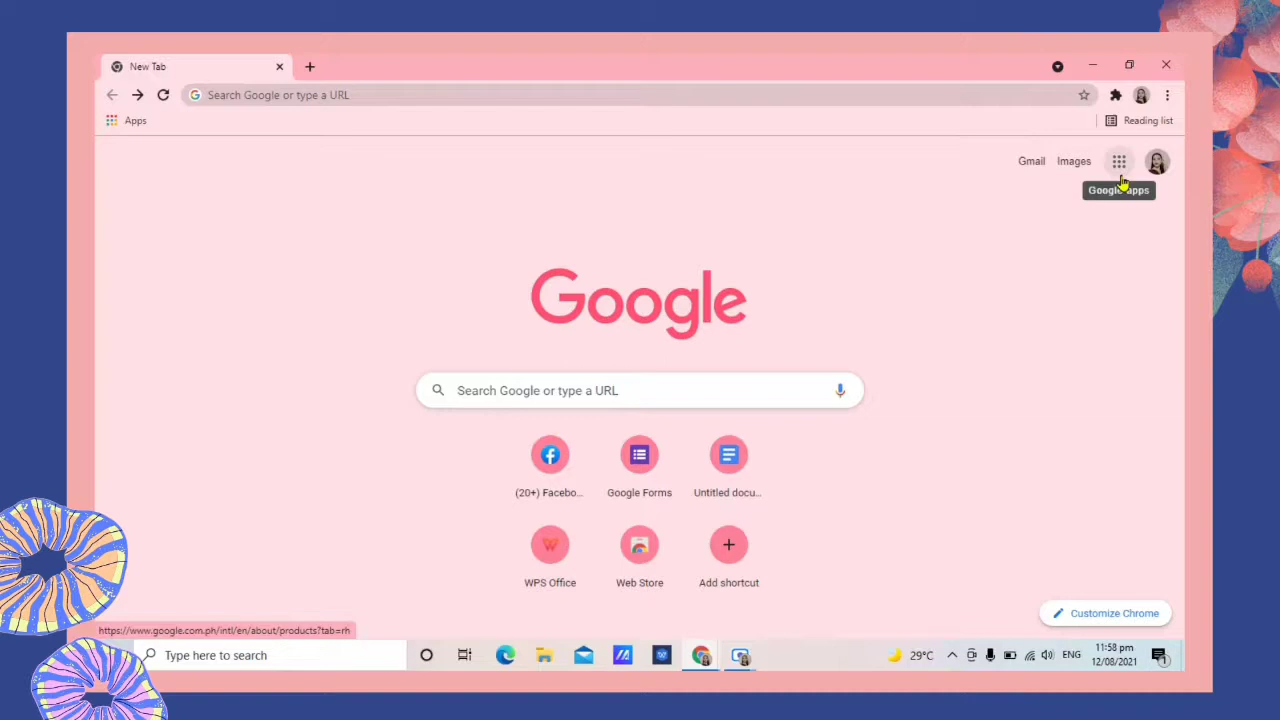 New Tab
Search Google or type a URL
Apps
Reading list
Gmail Images
Google apps
Google
Search Google or type a URL
(20+) Facebo... Google Forms Untitled docu...
WPS Office Web Store Add shortcut
Customize Chrome
https://www.google.com.ph/intl/en/about/products?tab=rh
Type here to search
29°C
ENG
11:58 pm
12/08/2021
1